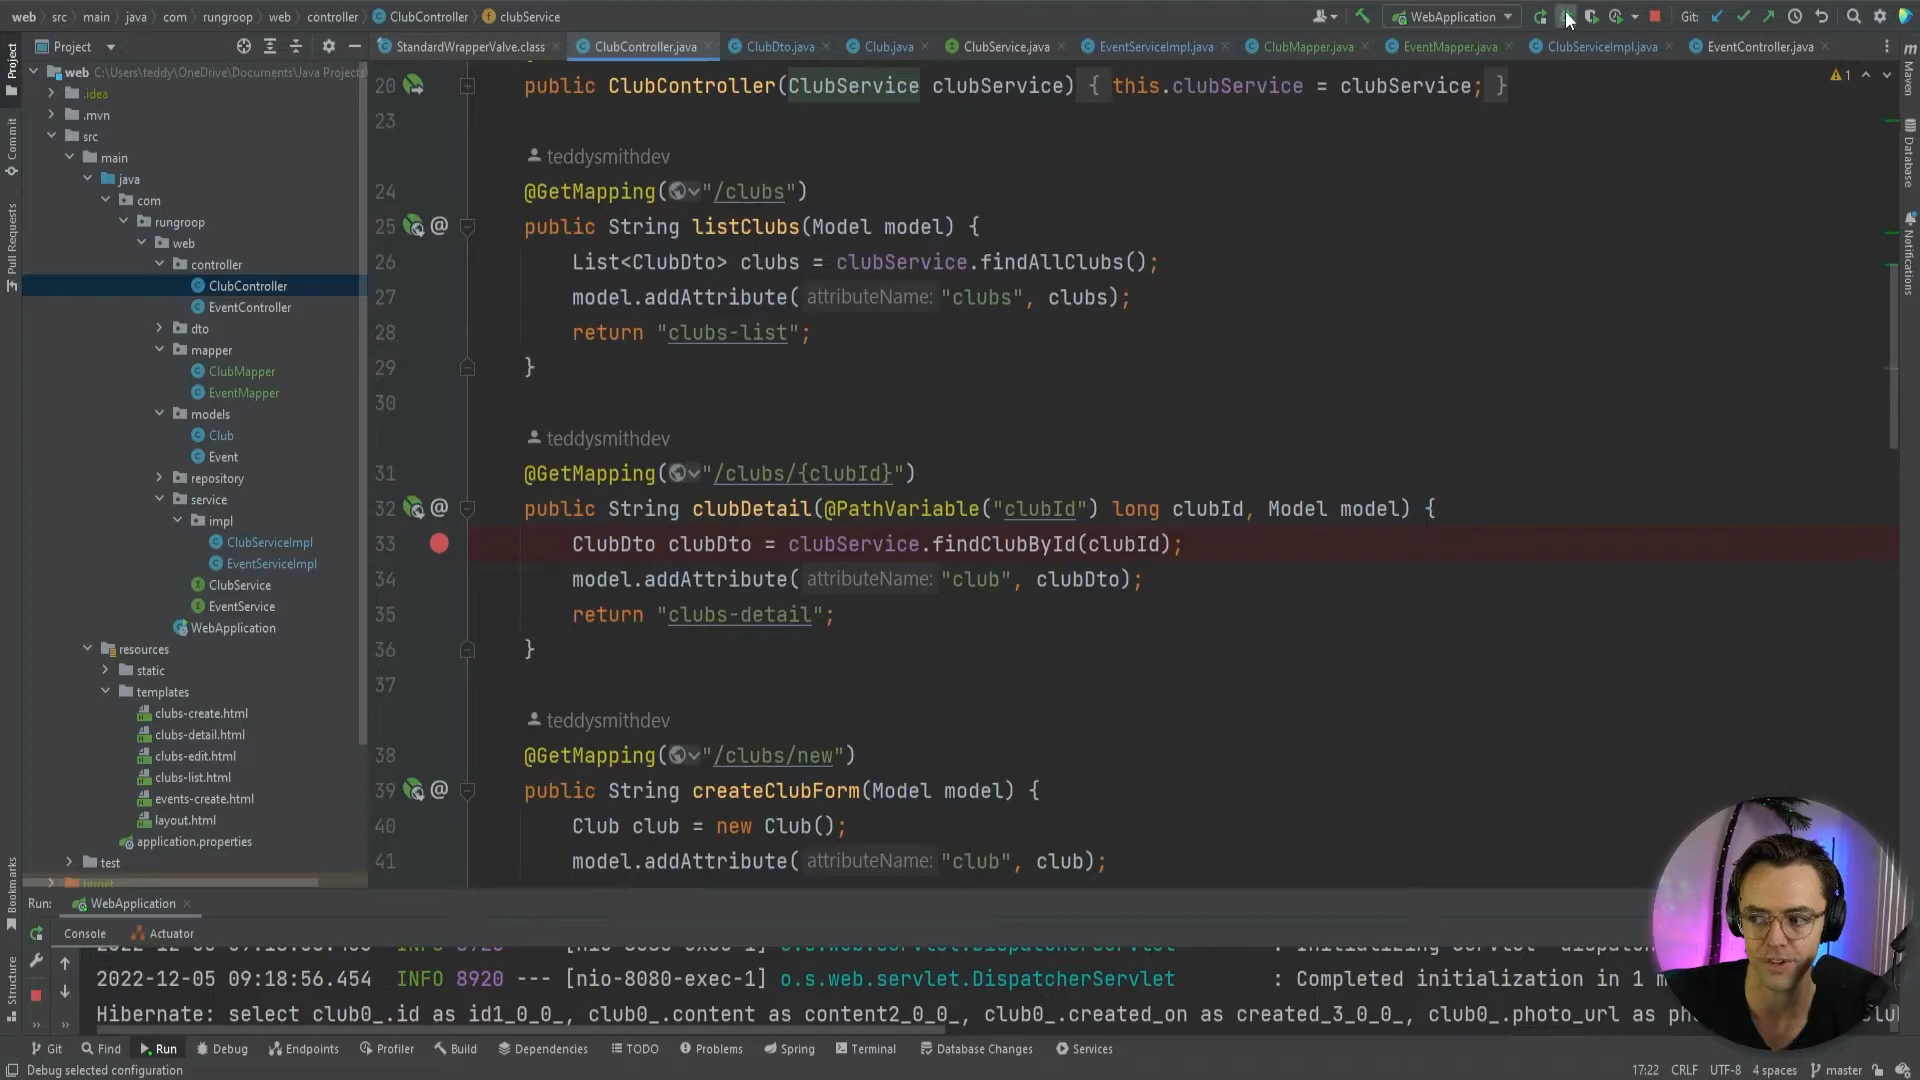 web src main java com rungroop web controller ClubController clubService
WebApplication Git:
Project
StandardWrapperValve.class ClubController.java ClubDto.java Club.java ClubService.java EventServiceImpl.java ClubMapper.java EventMapper.java ClubServiceImpl.java EventController.java
web C:\Users\teddy\OneDrive\Documents\Java Projects
.idea
.mvn
src
main
java
com
rungroop
web
controller
ClubController
EventController
dto
mapper
ClubMapper
EventMapper
models
Club
Event
repository
service
impl
ClubServiceImpl
EventServiceImpl
ClubService
EventService
WebApplication
resources
static
templates
clubs-create.html
clubs-detail.html
clubs-edit.html
clubs-list.html
events-create.html
layout.html
application.properties
test
target
Project
Commit
Pull Requests
Bookmarks
Structure
20 public ClubController(ClubService clubService) { this.clubService = clubService; }
1
23
teddysmithdev
24 @GetMapping("/clubs")
25 public String listClubs(Model model) {
26 List<ClubDto> clubs = clubService.findAllClubs();
27 model.addAttribute( attributeName: "clubs", clubs);
28 return "clubs-list";
29 }
30
teddysmithdev
31 @GetMapping("/clubs/{clubId}")
32 public String clubDetail(@PathVariable("clubId") long clubId, Model model) {
33 ClubDto clubDto = clubService.findClubById(clubId);
34 model.addAttribute( attributeName: "club", clubDto);
35 return "clubs-detail";
36 }
37
teddysmithdev
38 @GetMapping("/clubs/new")
39 public String createClubForm(Model model) {
40 Club club = new Club();
41 model.addAttribute( attributeName: "club", club);
Maven
Database
Notifications
Run: WebApplication
Console Actuator
2022-12-05 09:18:56.454 INFO 8920 --- [nio-8080-exec-1] o.s.web.servlet.DispatcherServlet : Completed initialization in 1 m
Hibernate: select club0_.id as id1_0_0_, club0_.content as content2_0_0_, club0_.created_on as created_3_0_0_, club0_.photo_url as
Git Find Run Debug Endpoints Profiler Build Dependencies TODO Problems Spring Terminal Database Changes Services
Debug selected configuration 17:22 CRLF UTF-8 4 spaces master